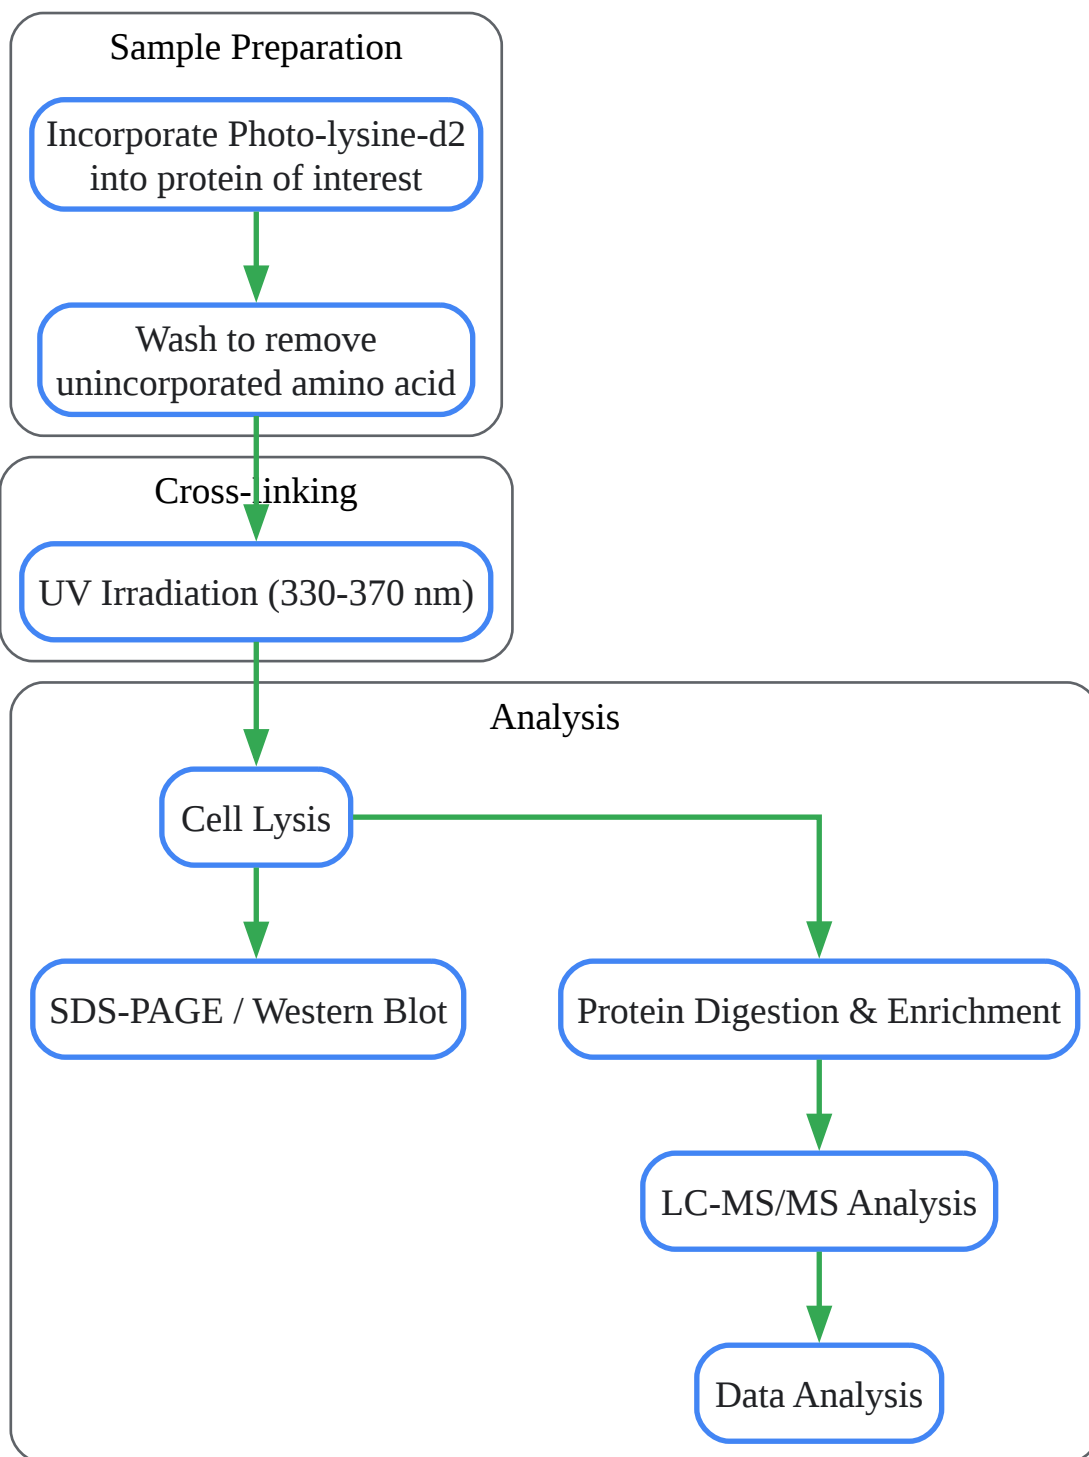 Sample Preparation
Incorporate Photo-lysine-d2
into protein of interest
Wash to remove
unincorporated amino acid
Cross-linking
UV Irradiation (330-370 nm)
Analysis
Cell Lysis
SDS-PAGE / Western Blot
Protein Digestion & Enrichment
LC-MS/MS Analysis
Data Analysis